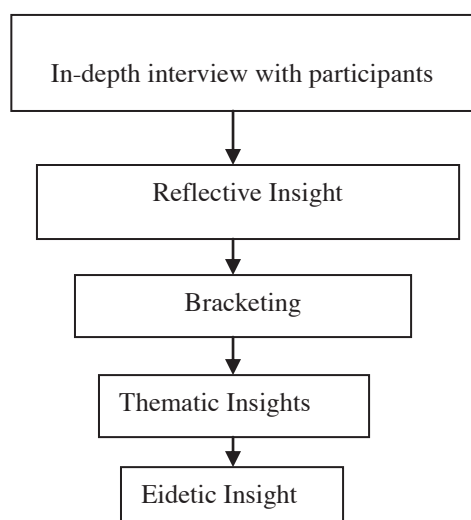 In-depth interview with participants
Reflective Insight
Bracketing
Thematic Insights
Eidetic Insight